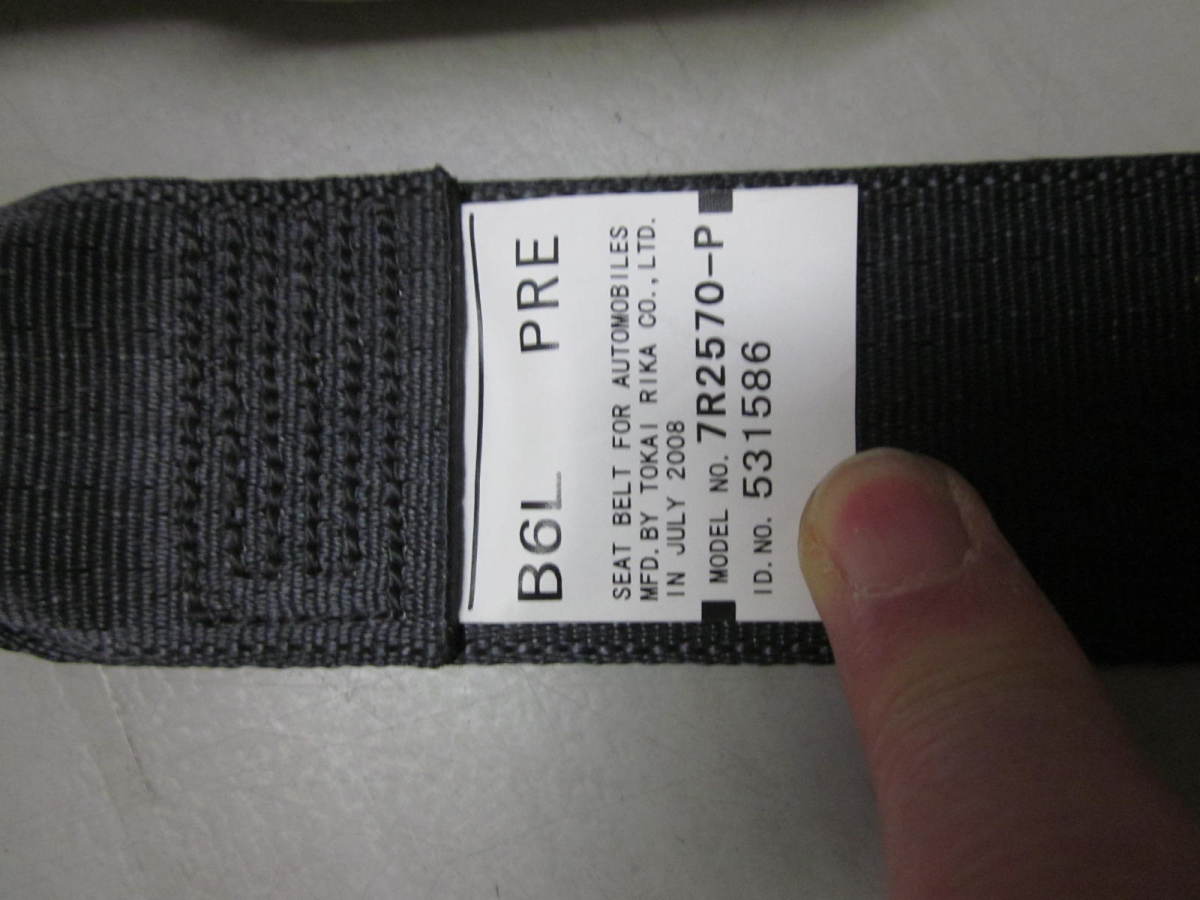 B6L PRE
SEAT BELT FOR AUTOMOBILES
MFD.BY TOKAI RIKA CO.,LTD.
IN JULY 2008
MODEL NO. 7R2570-P
ID.NO. 531586